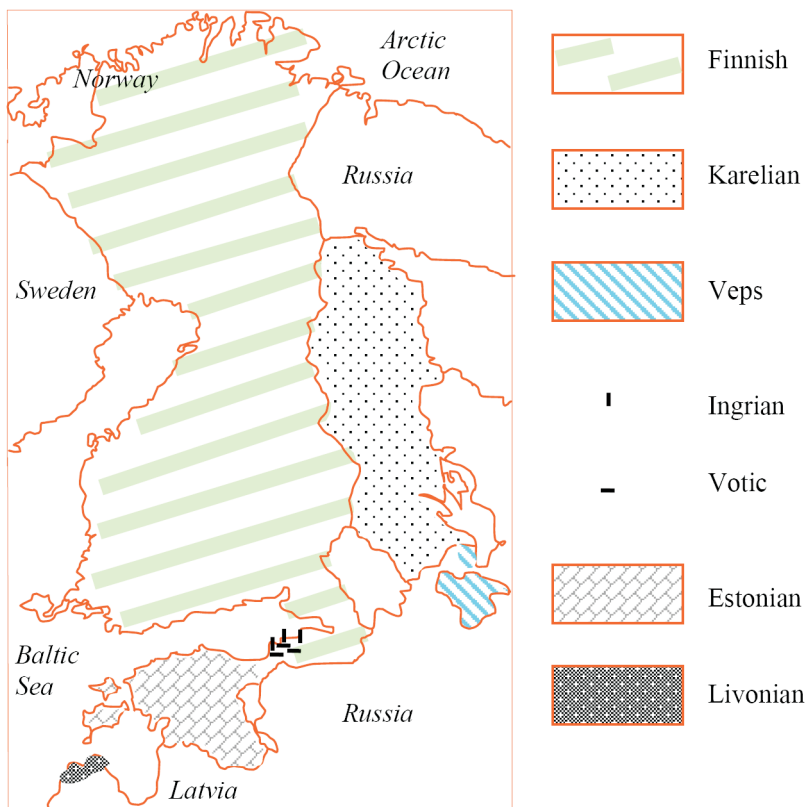 Norway
Arctic
Ocean
Russia
Sweden
Baltic
Sea
Russia
Latvia
Finnish
Karelian
Veps
Ingrian
Votic
Estonian
Livonian